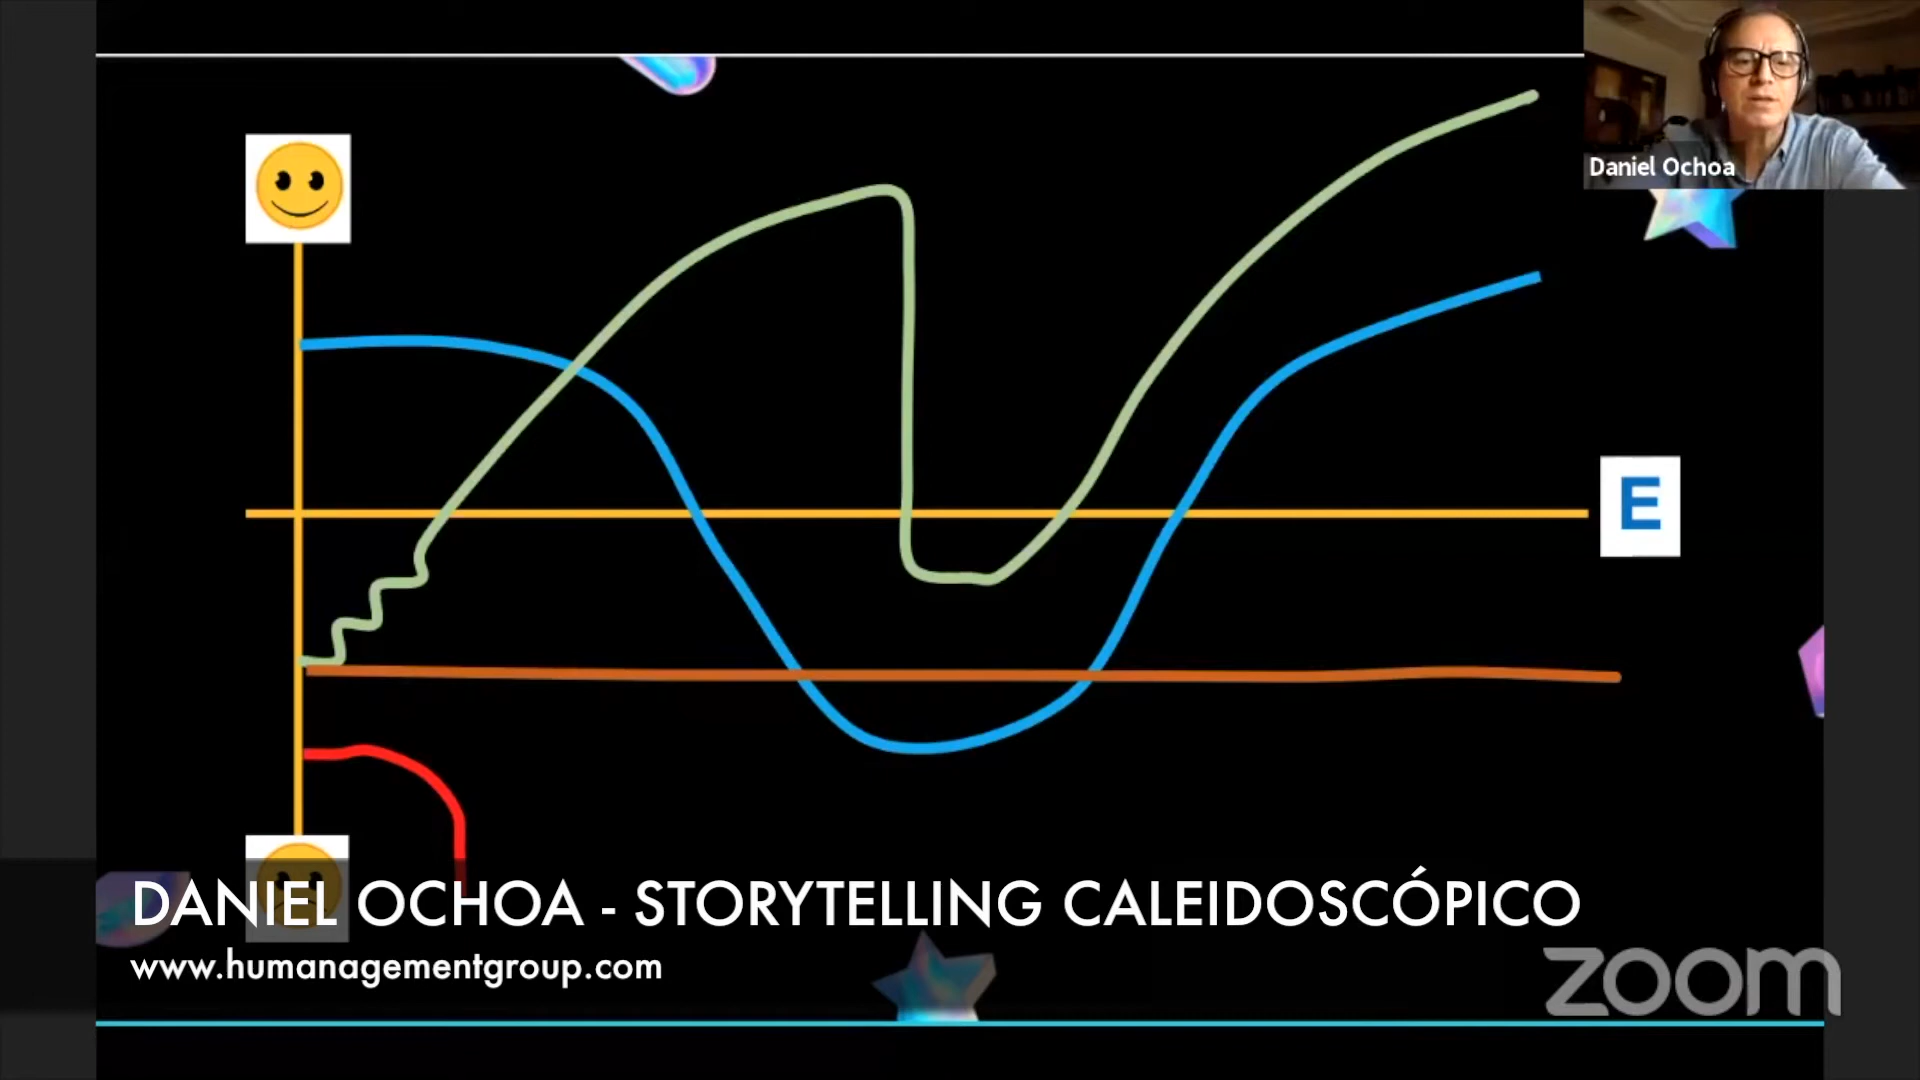 Daniel Ochoa
E
DANIEL OCHOA - STORYTELLING CALEIDOSCÓPICO
www.humanagementgroup.com
zoom